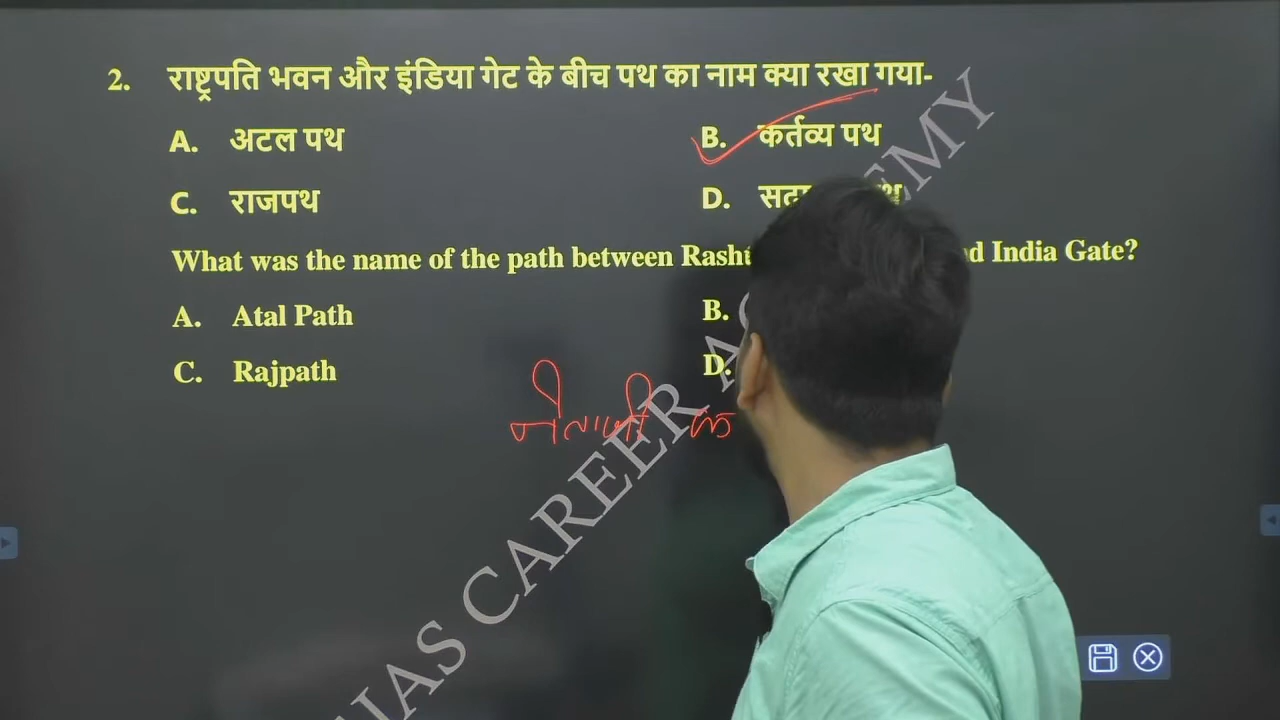 2. राष्ट्रपति भवन और इंडिया गेट के बीच पथ का नाम क्या रखा गया-
A. अटल पथ B. कर्तव्य पथ
C. राजपथ D.
What was the name of the path between India Gate?
A. Atal Path B.
C. Rajpath D.
नेताजी
IAS CAREER